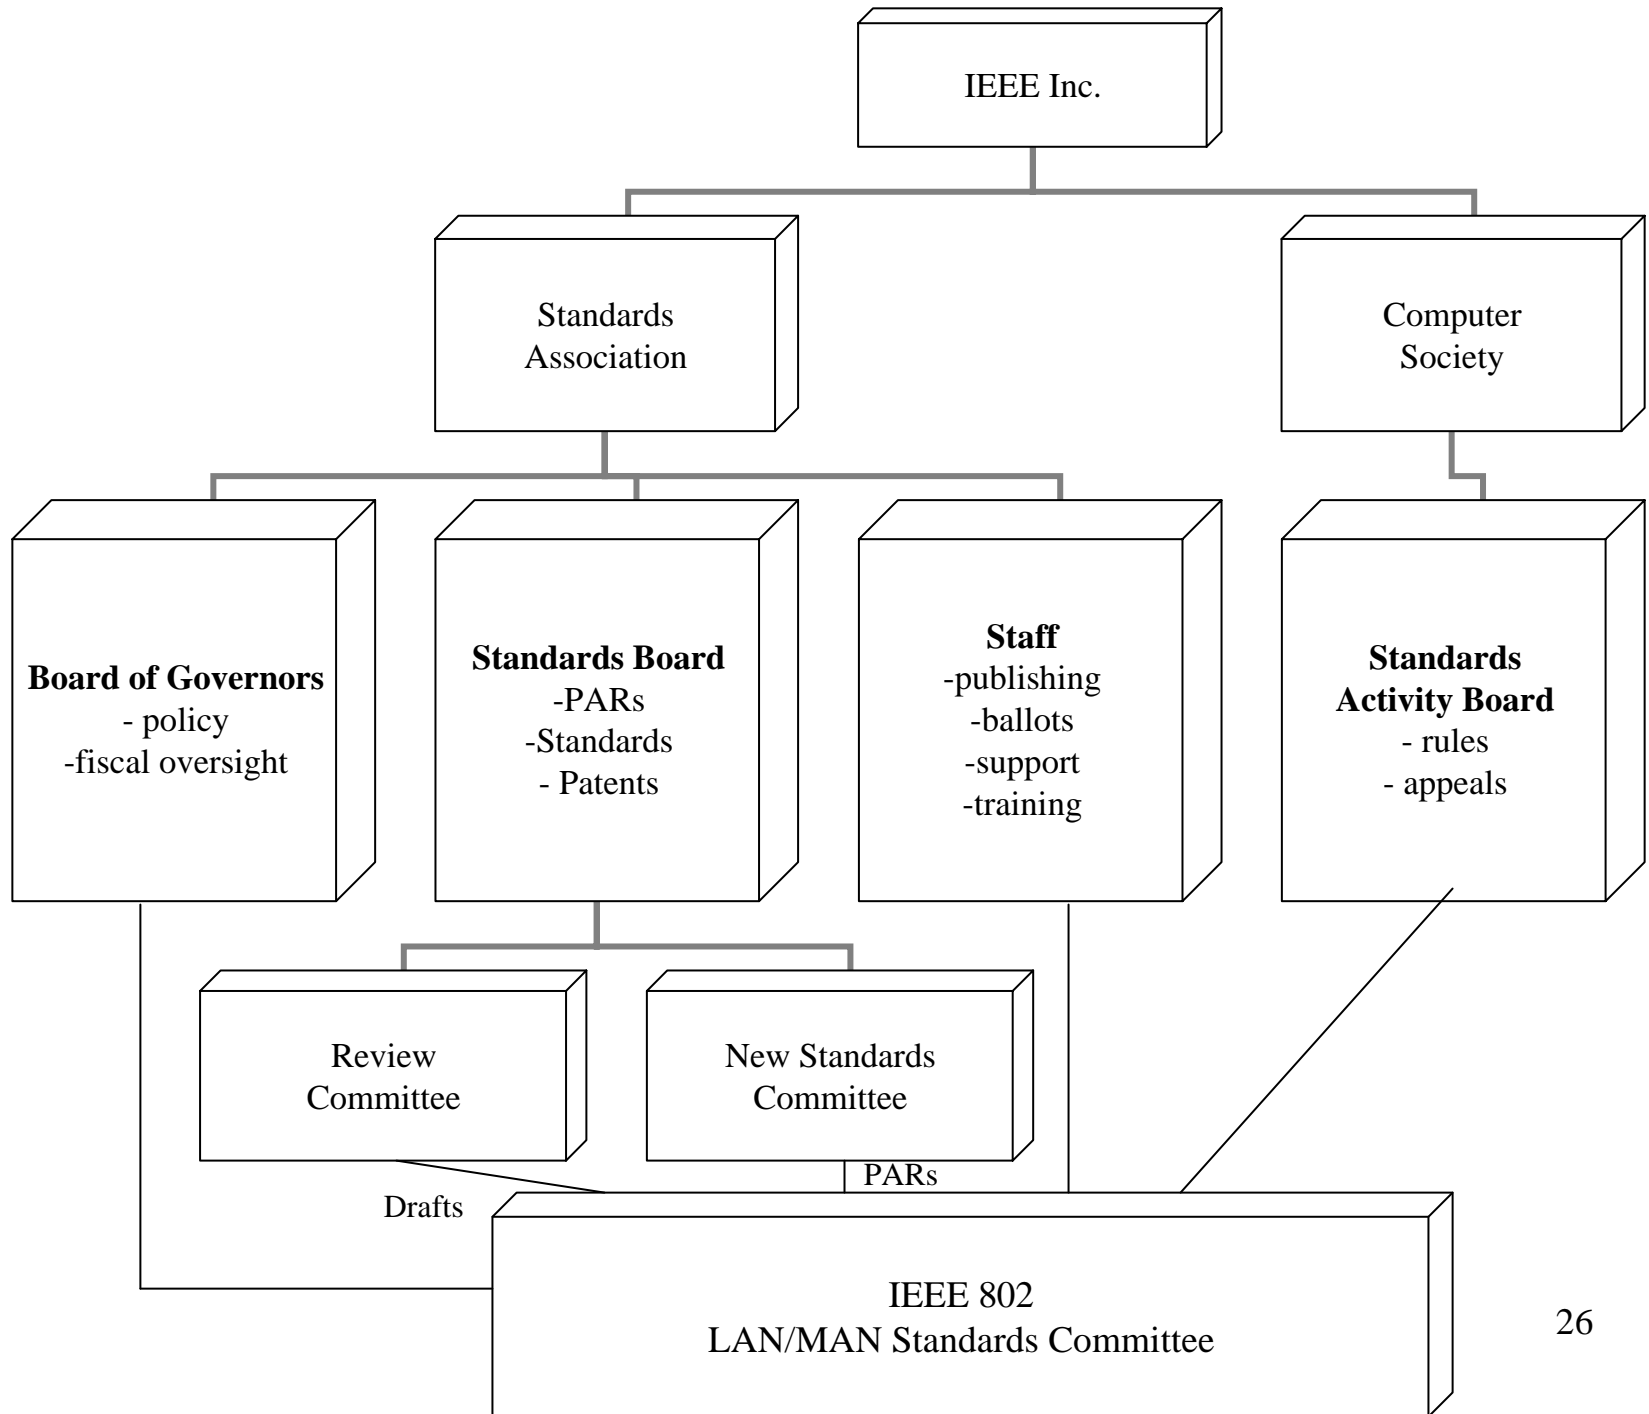 IEEE Inc.
Standards
Association
Computer
Society
Board of Governors
- policy
-fiscal oversight
Standards Board
-PARs
-Standards
- Patents
Staff
-publishing
-ballots
-support
-training
Standards
Activity Board
- rules
- appeals
Review
Committee
New Standards
Committee
Drafts
PARs
IEEE 802
LAN/MAN Standards Committee
26